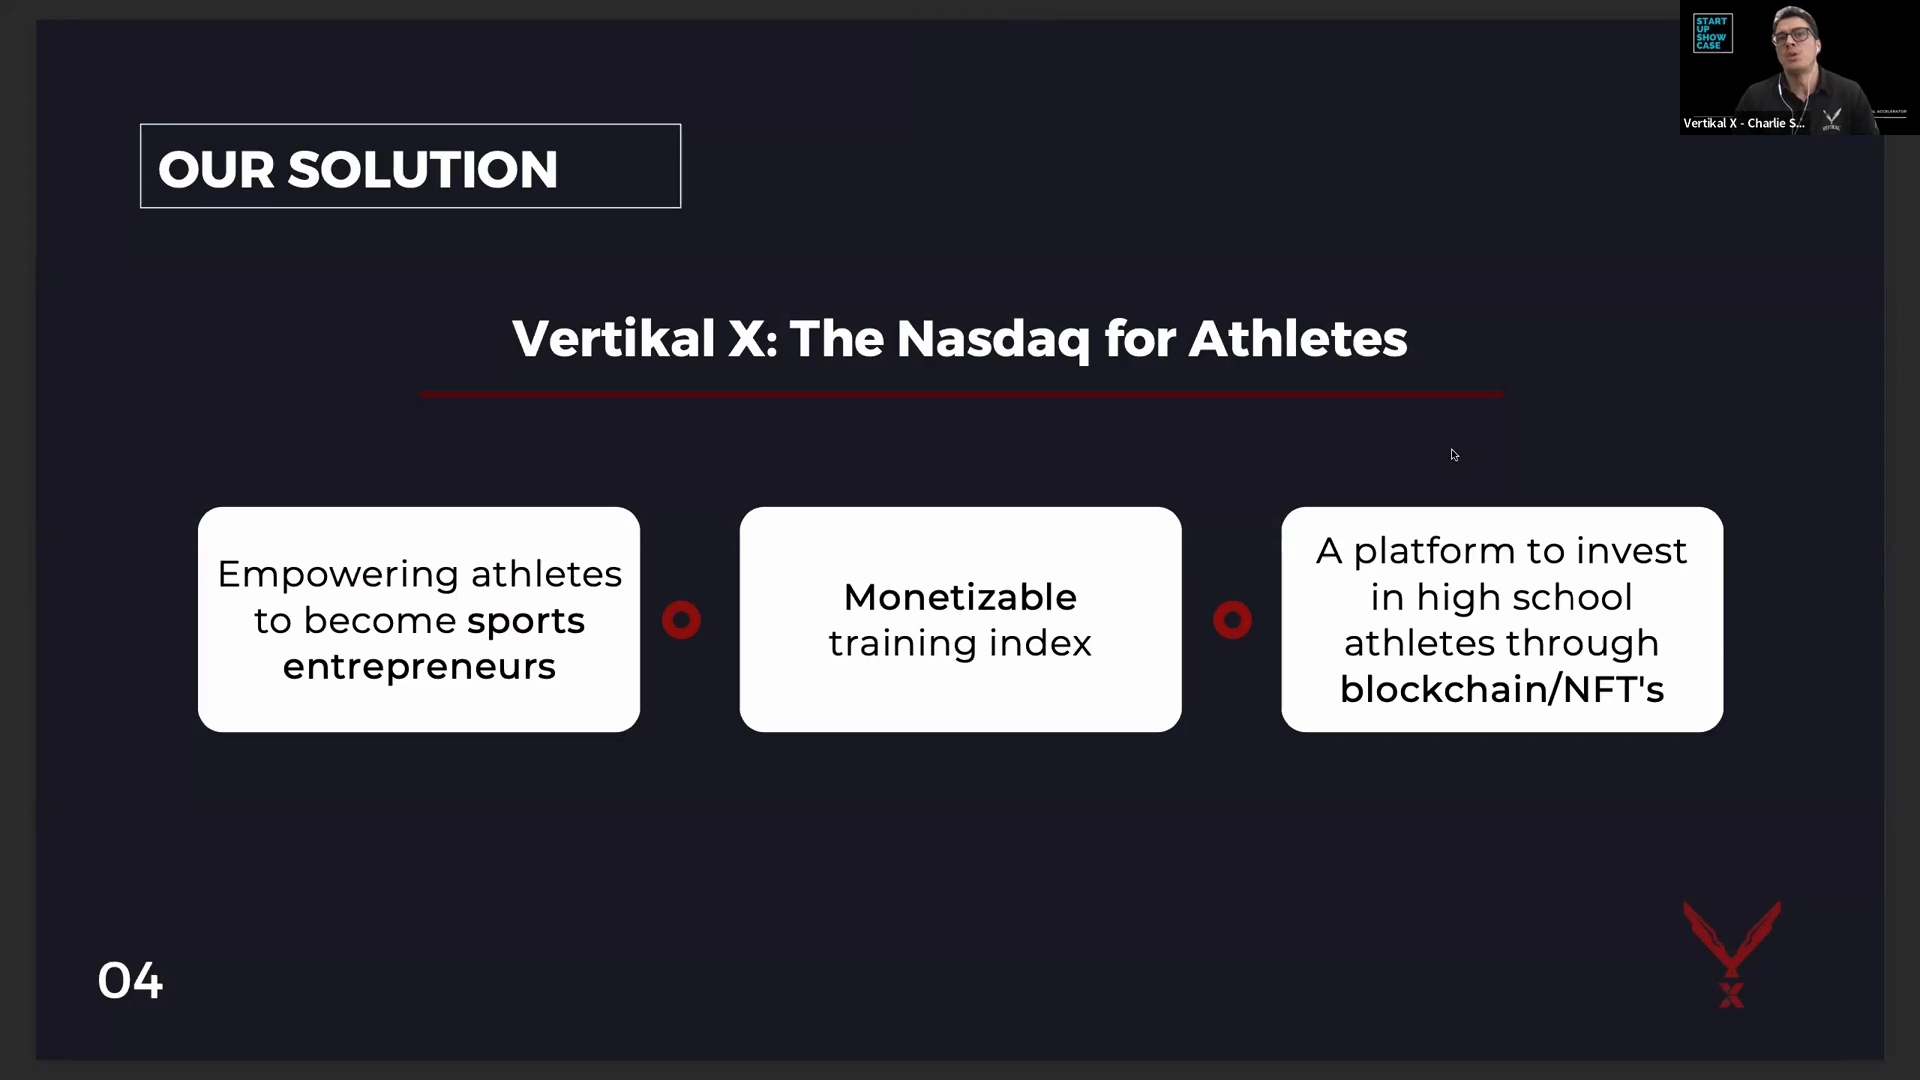 START
UP
SHOW
CASE
Vertikal X - Charlie S...
OUR SOLUTION
Vertikal X: The Nasdaq for Athletes
Empowering athletes
to become sports
entrepreneurs
Monetizable
training index
A platform to invest
in high school
athletes through
blockchain/NFT's
04
X